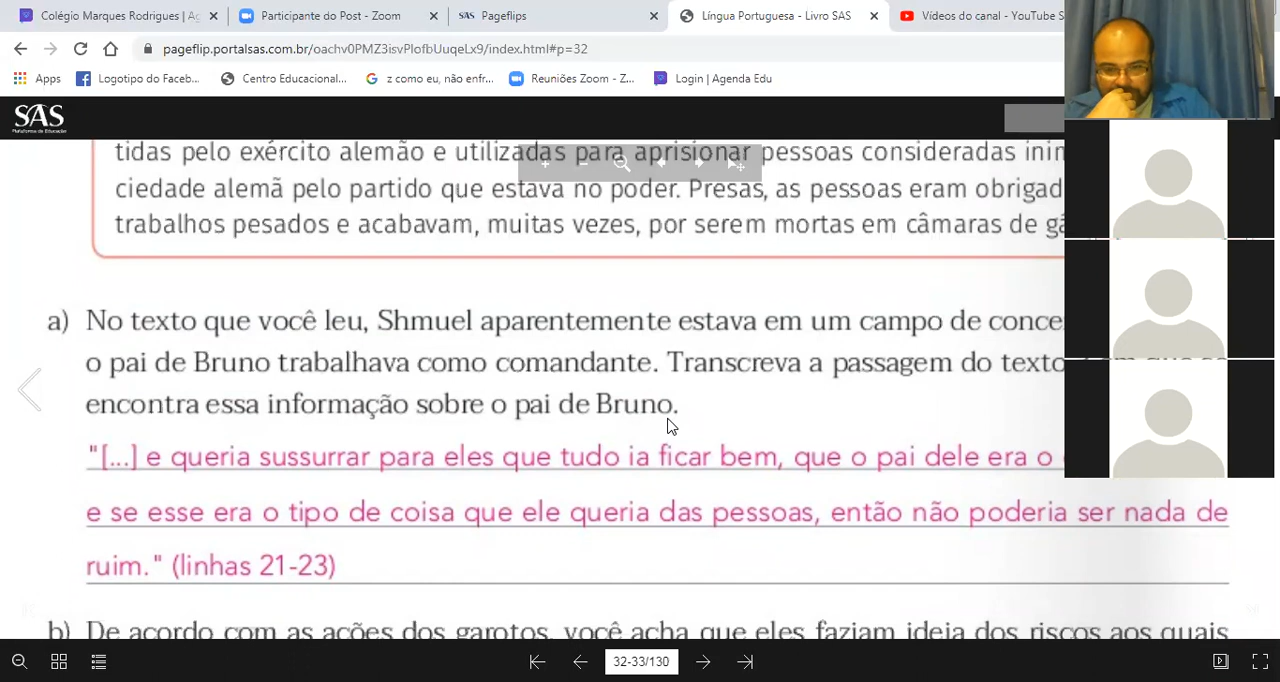 Colégio Marques Rodrigues | Ag
Participante do Post - Zoom
SAS Pageflips
Língua Portuguesa - Livro SAS
Vídeos do canal - YouTube S
pageflip.portalsas.com.br/oachv0PMZ3isvPlofbUuqeLx9/index.html#p=32
Apps
Logotipo do Faceb...
Centro Educacional...
z como eu, não enfr...
Reuniões Zoom - Z...
Login | Agenda Edu
SAS
Plataforma de Educação
tidas pelo exército alemão e utilizadas para aprisionar pessoas consideradas inim
ciedade alemã pelo partido que estava no poder. Presas, as pessoas eram obrigad
trabalhos pesados e acabavam, muitas vezes, por serem mortas em câmaras de gá
a) No texto que você leu, Shmuel aparentemente estava em um campo de conce
o pai de Bruno trabalhava como comandante. Transcreva a passagem do texto
encontra essa informação sobre o pai de Bruno.
"[...] e queria sussurrar para eles que tudo ia ficar bem, que o pai dele era o
e se esse era o tipo de coisa que ele queria das pessoas, então não poderia ser nada de
ruim." (linhas 21-23)
b) De acordo com as ações dos garotos, você acha que eles faziam ideia dos riscos aos quais
32-33/130